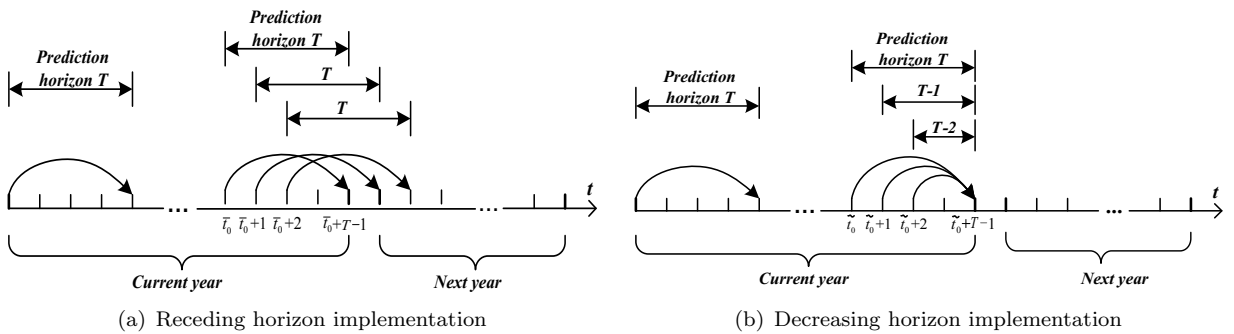 Prediction
horizon T
Prediction
horizon T
T
T
...
t
t̄₀ t̄₀+1 t̄₀+2 t̄₀+T−1
...
Current year
Next year
(a) Receding horizon implementation
Prediction
horizon T
Prediction
horizon T
T-1
T-2
...
t
t̃₀ t̃₀+1 t̃₀+2 t̃₀+T−1
...
Current year
Next year
(b) Decreasing horizon implementation